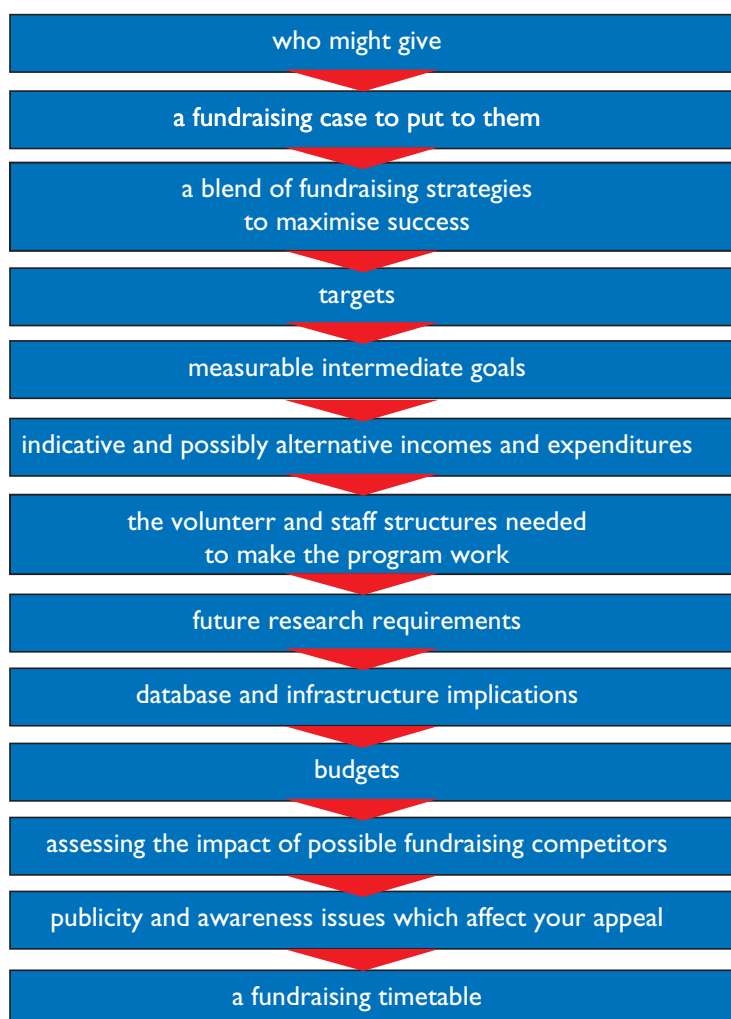 who might give
a fundraising case to put to them
a blend of fundraising strategies
to maximise success
targets
measurable intermediate goals
indicative and possibly alternative incomes and expenditures
the volunterr and staff structures needed
to make the program work
future research requirements
database and infrastructure implications
budgets
assessing the impact of possible fundraising competitors
publicity and awareness issues which affect your appeal
a fundraising timetable